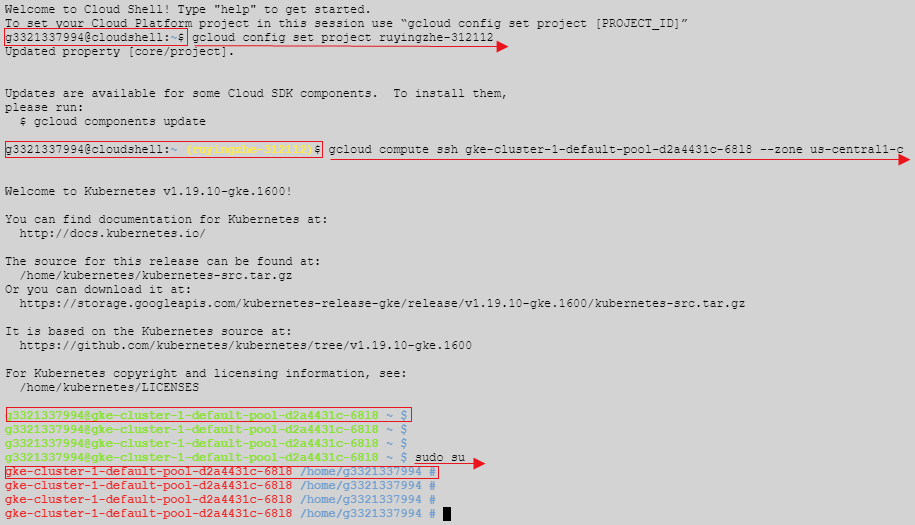 Welcome to Cloud Shell! Type "help" to get started.
To set your Cloud Platform project in this session use “gcloud config set project [PROJECT_ID]”
g3321337994@cloudshell:~$ gcloud config set project ruyingzhe-312112
Updated property [core/project].
Updates are available for some Cloud SDK components.  To install them,
please run:
  $ gcloud components update
g3321337994@cloudshell:~ (ruyingzhe-312112)$ gcloud compute ssh gke-cluster-1-default-pool-d2a4431c-68l8 --zone us-central1-c
Welcome to Kubernetes v1.19.10-gke.1600!
You can find documentation for Kubernetes at:
  http://docs.kubernetes.io/
The source for this release can be found at:
  /home/kubernetes/kubernetes-src.tar.gz
Or you can download it at:
  https://storage.googleapis.com/kubernetes-release-gke/release/v1.19.10-gke.1600/kubernetes-src.tar.gz
It is based on the Kubernetes source at:
  https://github.com/kubernetes/kubernetes/tree/v1.19.10-gke.1600
For Kubernetes copyright and licensing information, see:
  /home/kubernetes/LICENSES
g3321337994@gke-cluster-1-default-pool-d2a4431c-68l8 ~ $
g3321337994@gke-cluster-1-default-pool-d2a4431c-68l8 ~ $
g3321337994@gke-cluster-1-default-pool-d2a4431c-68l8 ~ $
g3321337994@gke-cluster-1-default-pool-d2a4431c-68l8 ~ $ sudo su
gke-cluster-1-default-pool-d2a4431c-68l8 /home/g3321337994 #
gke-cluster-1-default-pool-d2a4431c-68l8 /home/g3321337994 #
gke-cluster-1-default-pool-d2a4431c-68l8 /home/g3321337994 #
gke-cluster-1-default-pool-d2a4431c-68l8 /home/g3321337994 #